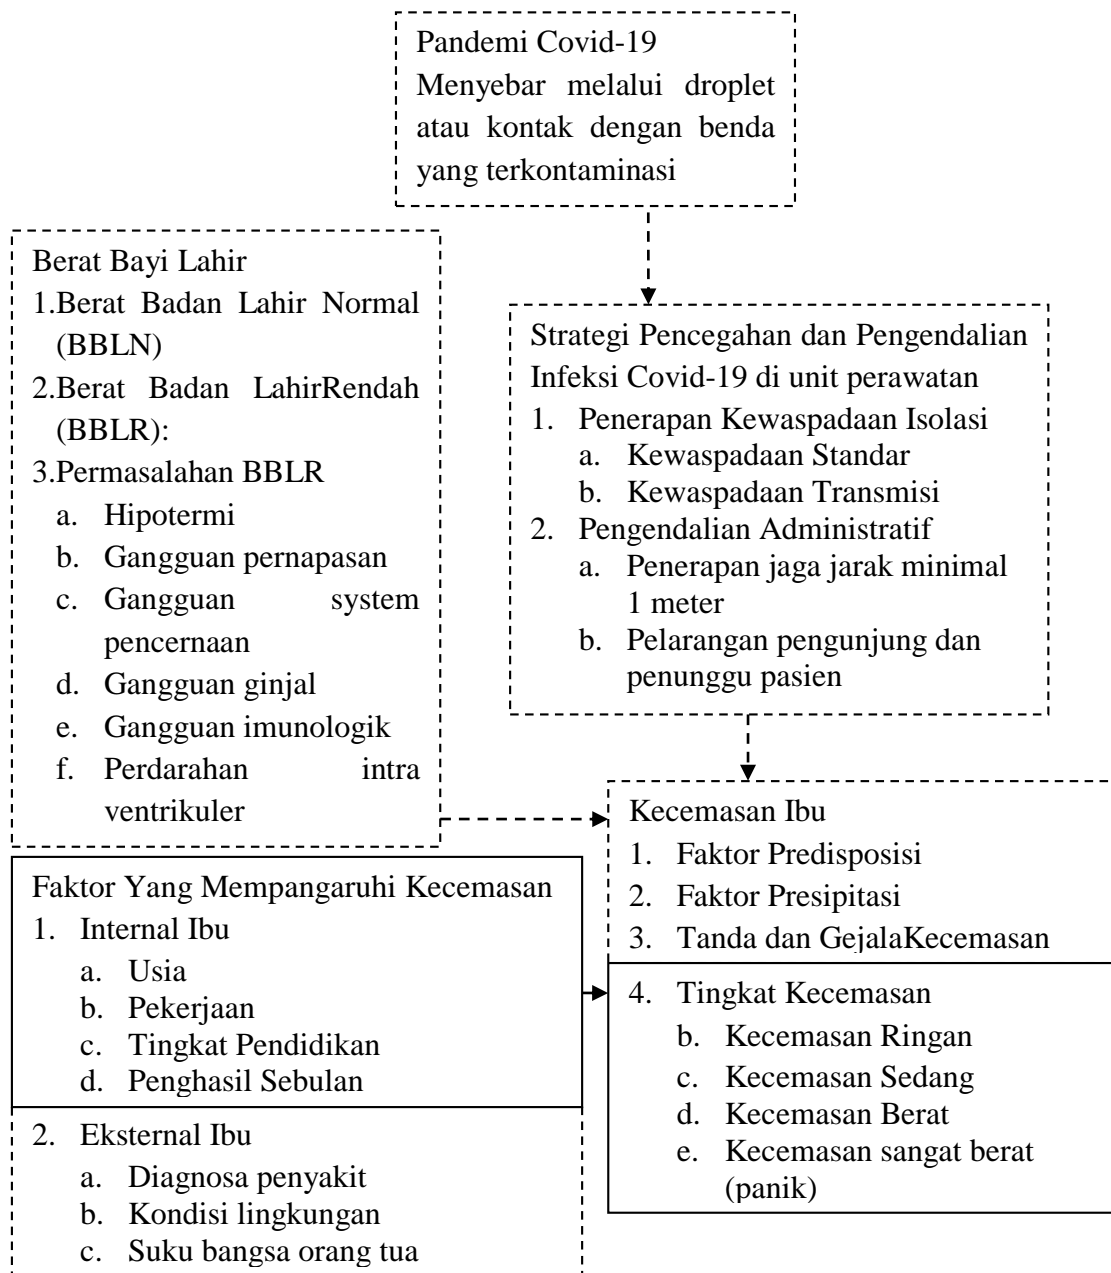 Pandemi Covid-19
Menyebar melalui droplet
atau kontak dengan benda
yang terkontaminasi
Berat Bayi Lahir
1.Berat Badan Lahir Normal
(BBLN)
2.Berat Badan LahirRendah
(BBLR):
3.Permasalahan BBLR
a. Hipotermi
b. Gangguan pernapasan
c. Gangguan system
pencernaan
d. Gangguan ginjal
e. Gangguan imunologik
f. Perdarahan intra
ventrikuler
Strategi Pencegahan dan Pengendalian
Infeksi Covid-19 di unit perawatan
1. Penerapan Kewaspadaan Isolasi
a. Kewaspadaan Standar
b. Kewaspadaan Transmisi
2. Pengendalian Administratif
a. Penerapan jaga jarak minimal
1 meter
b. Pelarangan pengunjung dan
penunggu pasien
Kecemasan Ibu
1. Faktor Predisposisi
2. Faktor Presipitasi
3. Tanda dan GejalaKecemasan
4. Tingkat Kecemasan
b. Kecemasan Ringan
c. Kecemasan Sedang
d. Kecemasan Berat
e. Kecemasan sangat berat
(panik)
Faktor Yang Mempangaruhi Kecemasan
1. Internal Ibu
a. Usia
b. Pekerjaan
c. Tingkat Pendidikan
d. Penghasil Sebulan
2. Eksternal Ibu
a. Diagnosa penyakit
b. Kondisi lingkungan
c. Suku bangsa orang tua